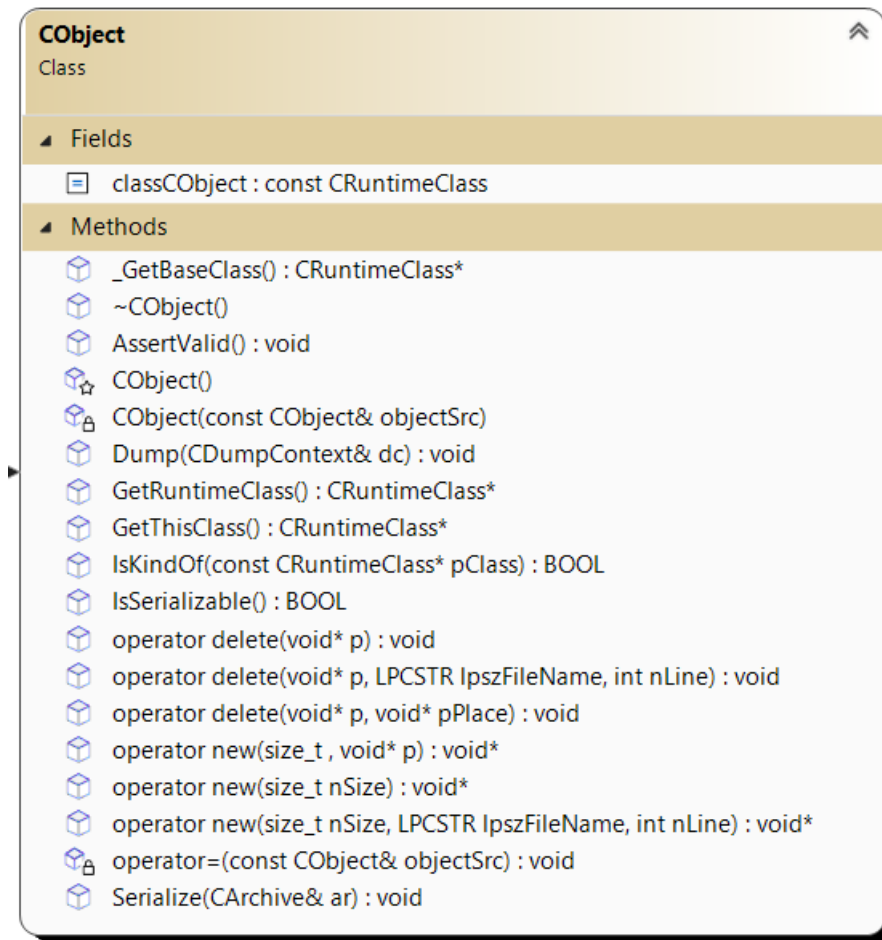 CObject
Class
Fields
classCObject : const CRuntimeClass
Methods
_GetBaseClass() : CRuntimeClass*
~CObject()
AssertValid() : void
CObject()
CObject(const CObject& objectSrc)
Dump(CDumpContext& dc) : void
GetRuntimeClass() : CRuntimeClass*
GetThisClass() : CRuntimeClass*
IsKindOf(const CRuntimeClass* pClass) : BOOL
IsSerializable() : BOOL
operator delete(void* p) : void
operator delete(void* p, LPCSTR lpszFileName, int nLine) : void
operator delete(void* p, void* pPlace) : void
operator new(size_t , void* p) : void*
operator new(size_t nSize) : void*
operator new(size_t nSize, LPCSTR lpszFileName, int nLine) : void*
operator=(const CObject& objectSrc) : void
Serialize(CArchive& ar) : void